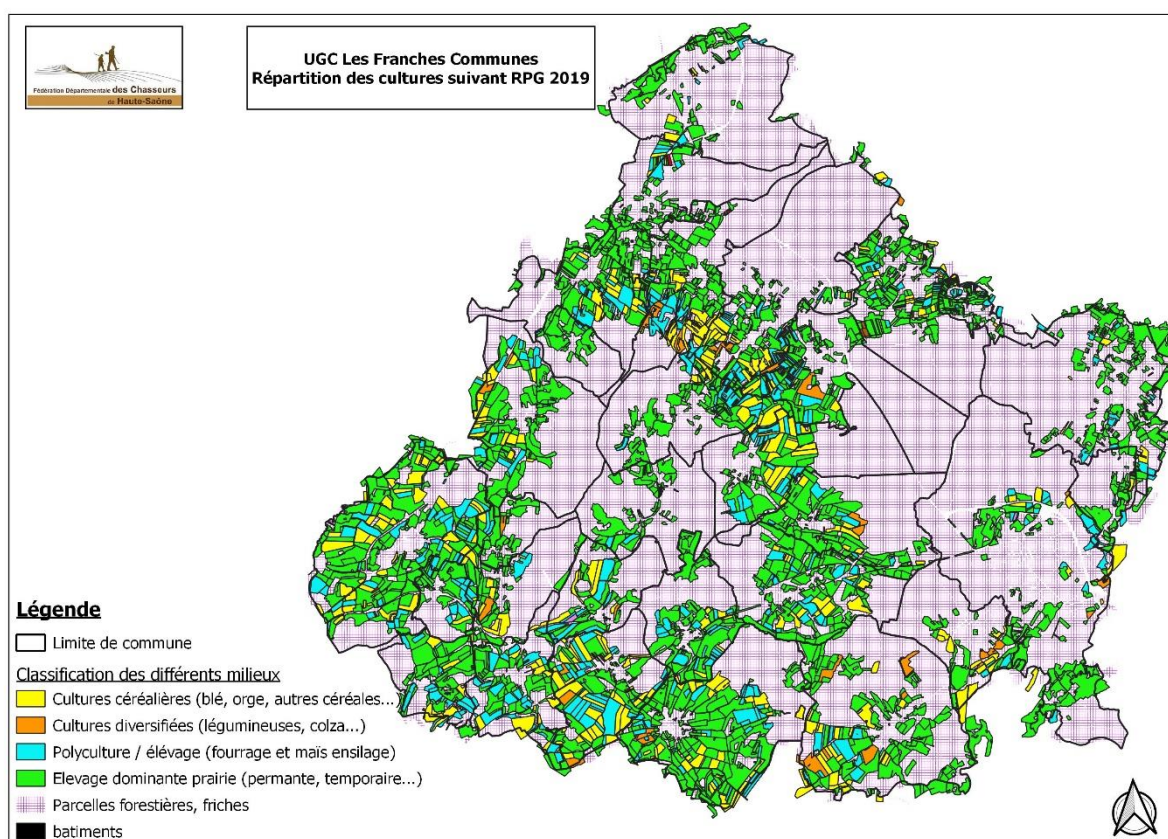 Fédération Départementale des Chasseurs
de Haute-Saône
UGC Les Franches Communes
Répartition des cultures suivant RPG 2019
Légende
Limite de commune
Classification des différents milieux
Cultures céréalières (blé, orge, autres céréales...)
Cultures diversifiées (légumineuses, colza...)
Polyculture / élévage (fourrage et maïs ensilage)
Elevage dominante prairie (permante, temporaire...)
Parcelles forestières, friches
batiments